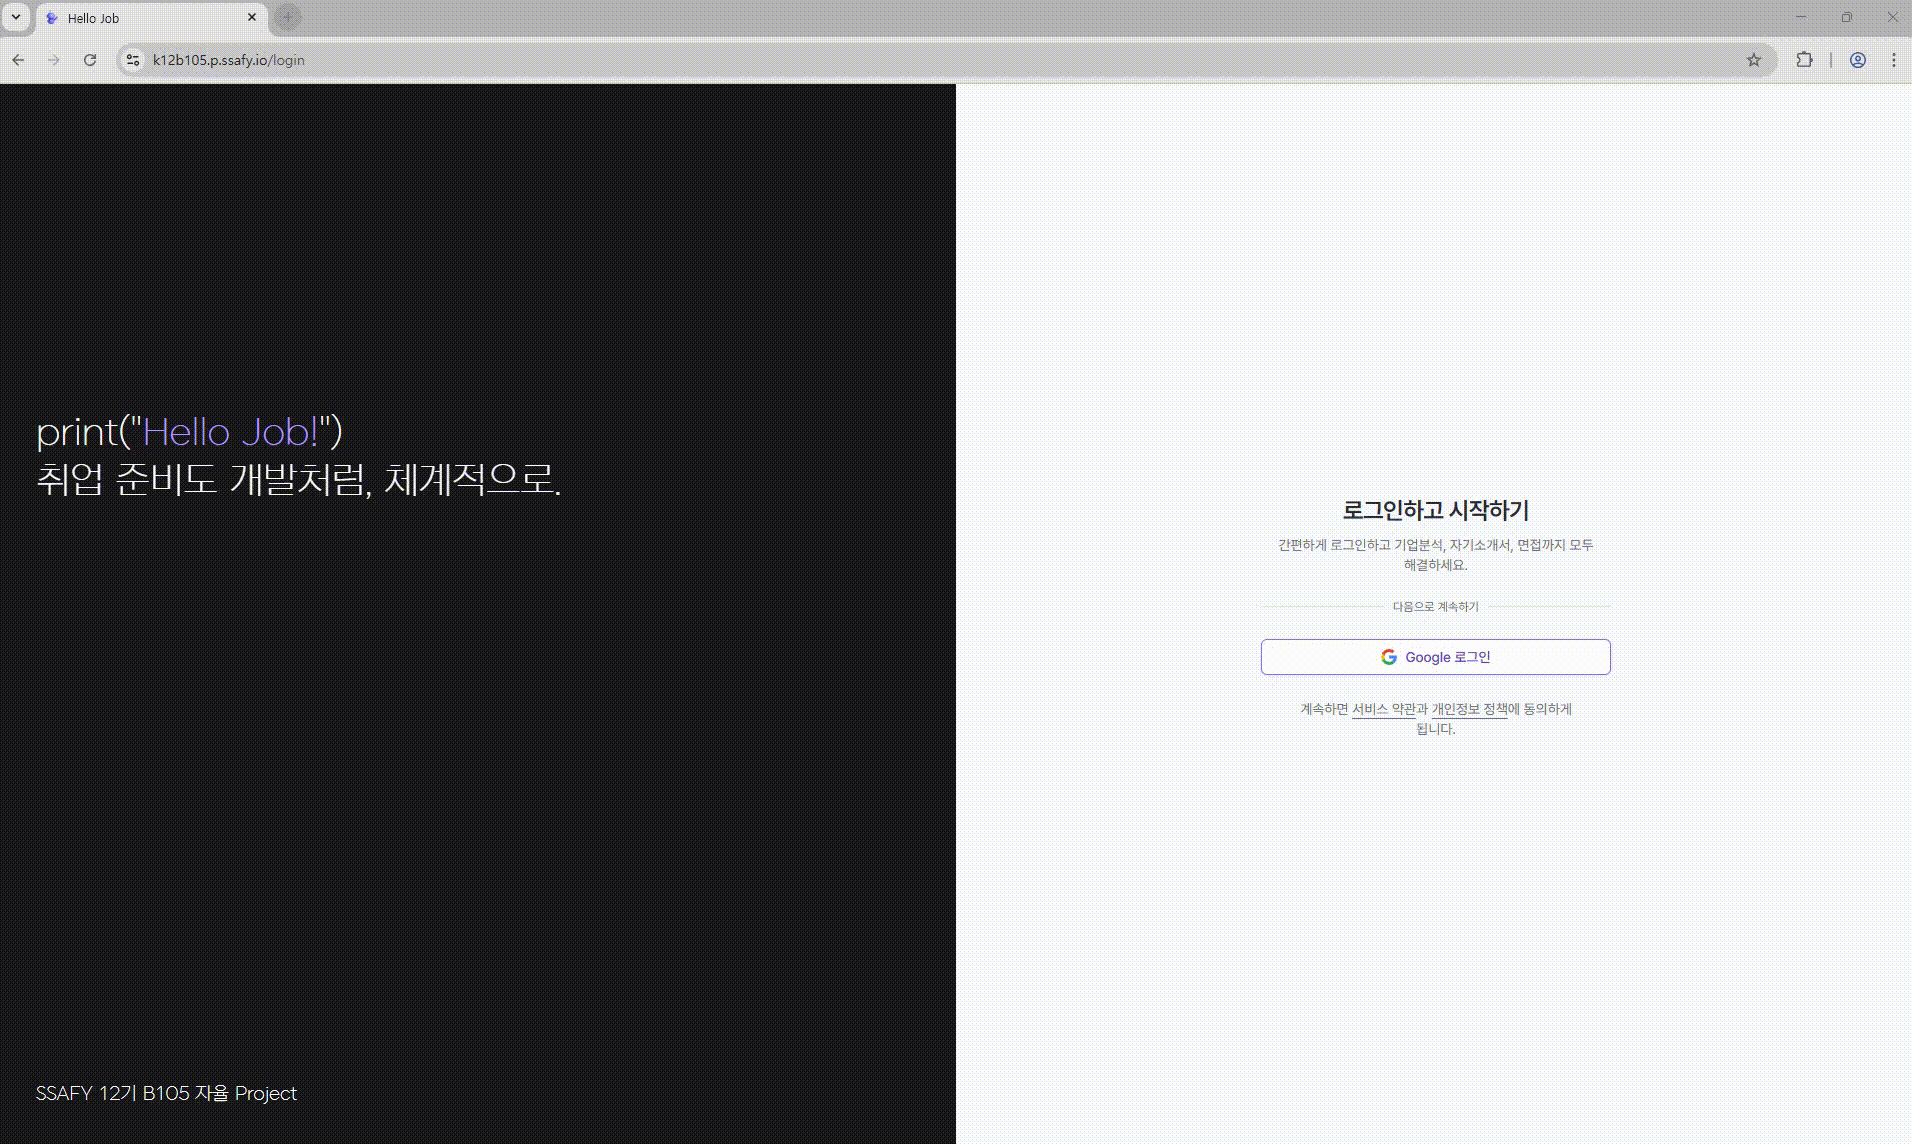 Hello Job
k12b105.p.ssafy.io/login
print("Hello Job!")
취업 준비도 개발처럼, 체계적으로.
SSAFY 12기 B105 자율 Project
로그인하고 시작하기
간편하게 로그인하고 기업분석, 자기소개서, 면접까지 모두
해결하세요.
다음으로 계속하기
Google 로그인
계속하면 서비스 약관과 개인정보 정책에 동의하게
됩니다.